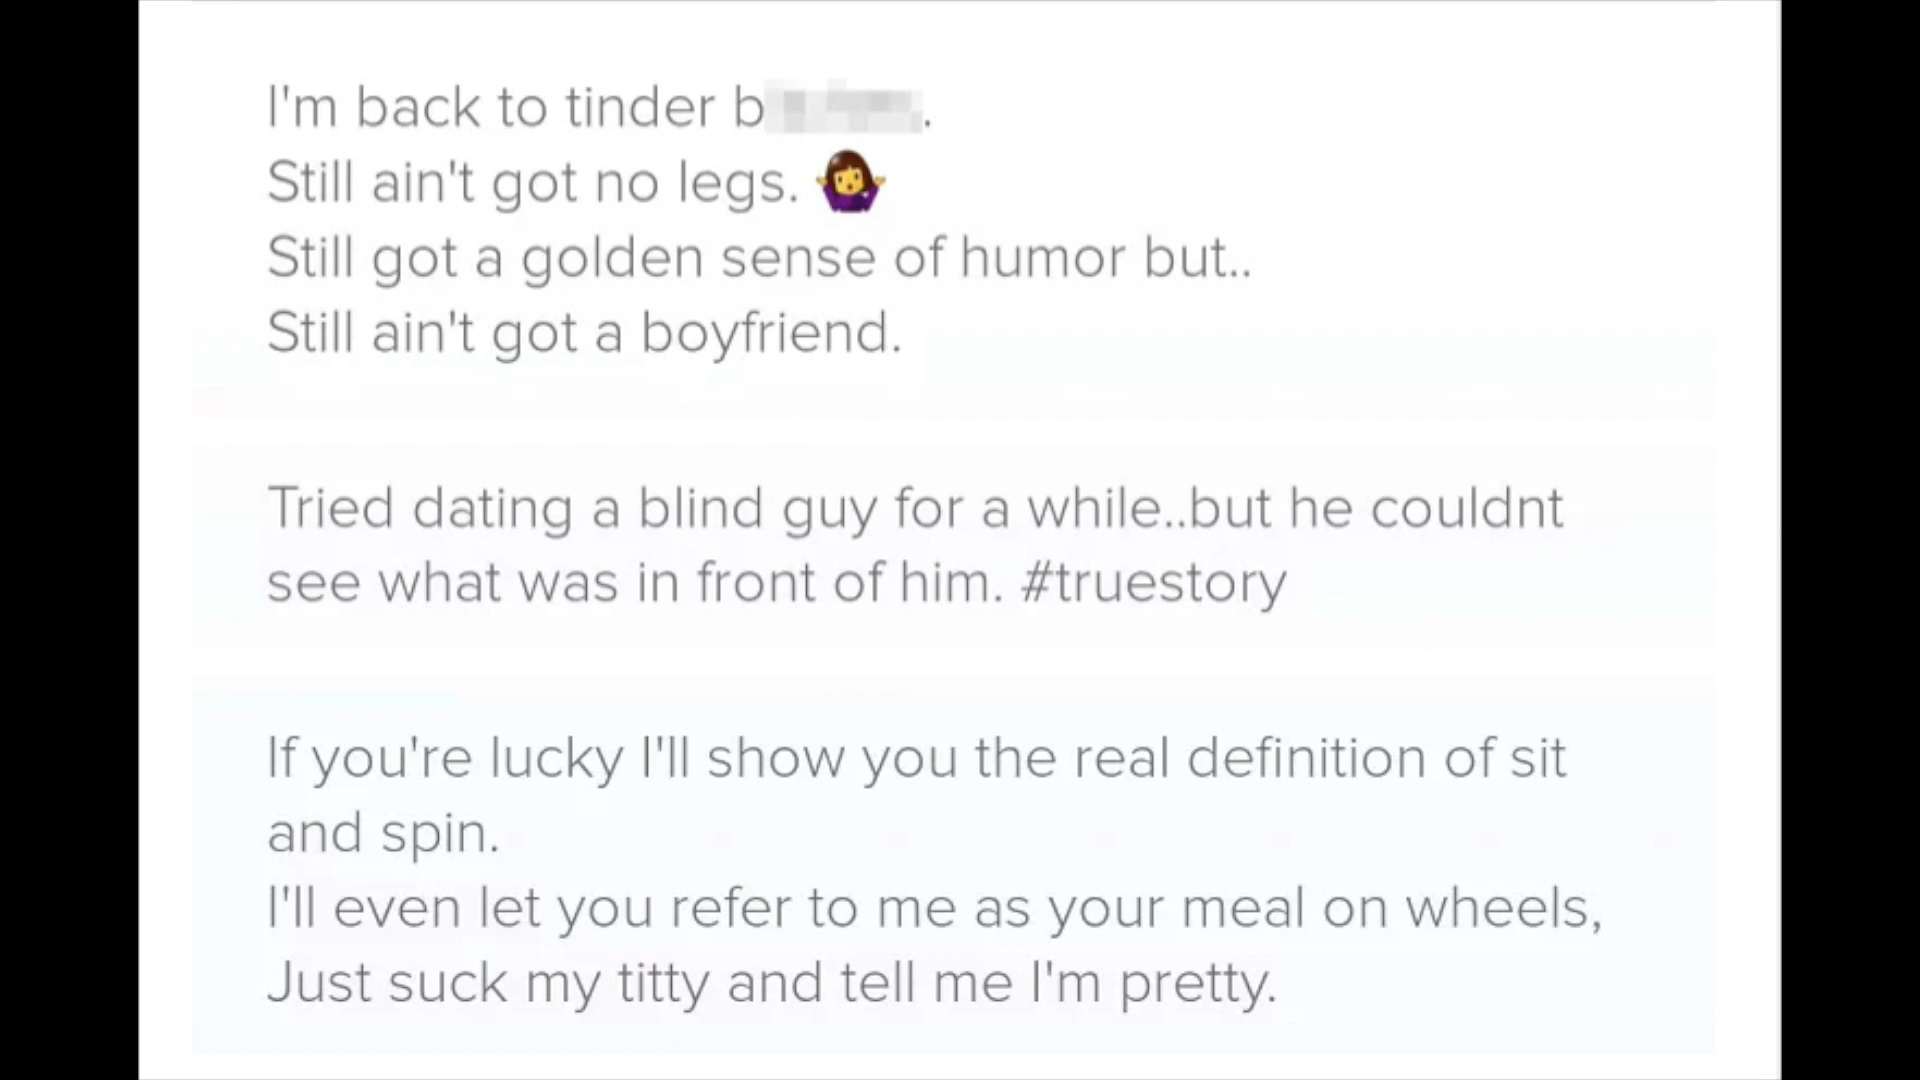 I'm back to tinder b     .
Still ain't got no legs. 🤷‍♀️
Still got a golden sense of humor but..
Still ain't got a boyfriend.
Tried dating a blind guy for a while..but he couldnt
see what was in front of him. #truestory
If you're lucky I'll show you the real definition of sit
and spin.
I'll even let you refer to me as your meal on wheels,
Just suck my titty and tell me I'm pretty.